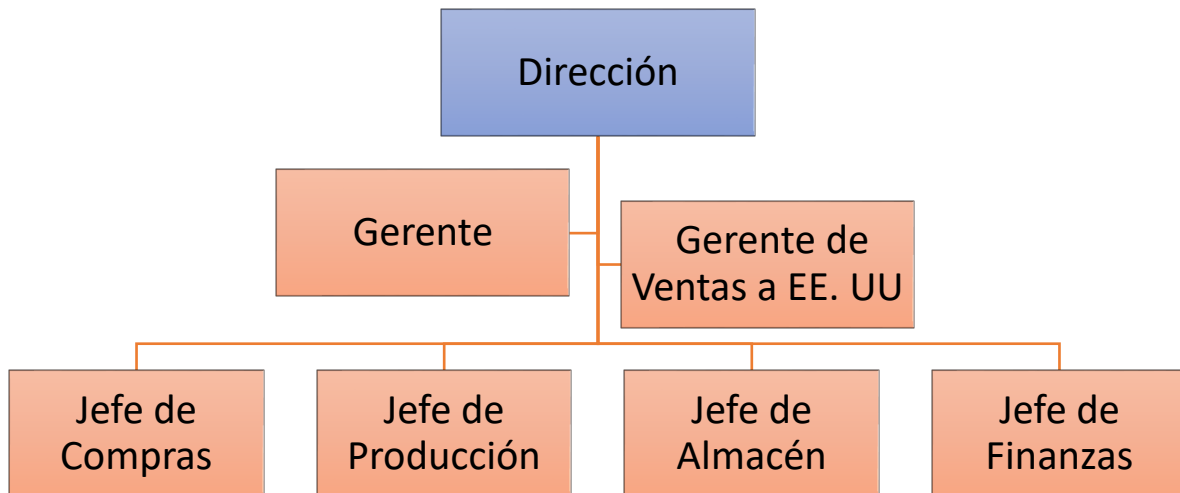 Dirección
Gerente
Gerente de
Ventas a EE. UU
Jefe de
Compras
Jefe de
Producción
Jefe de
Almacén
Jefe de
Finanzas